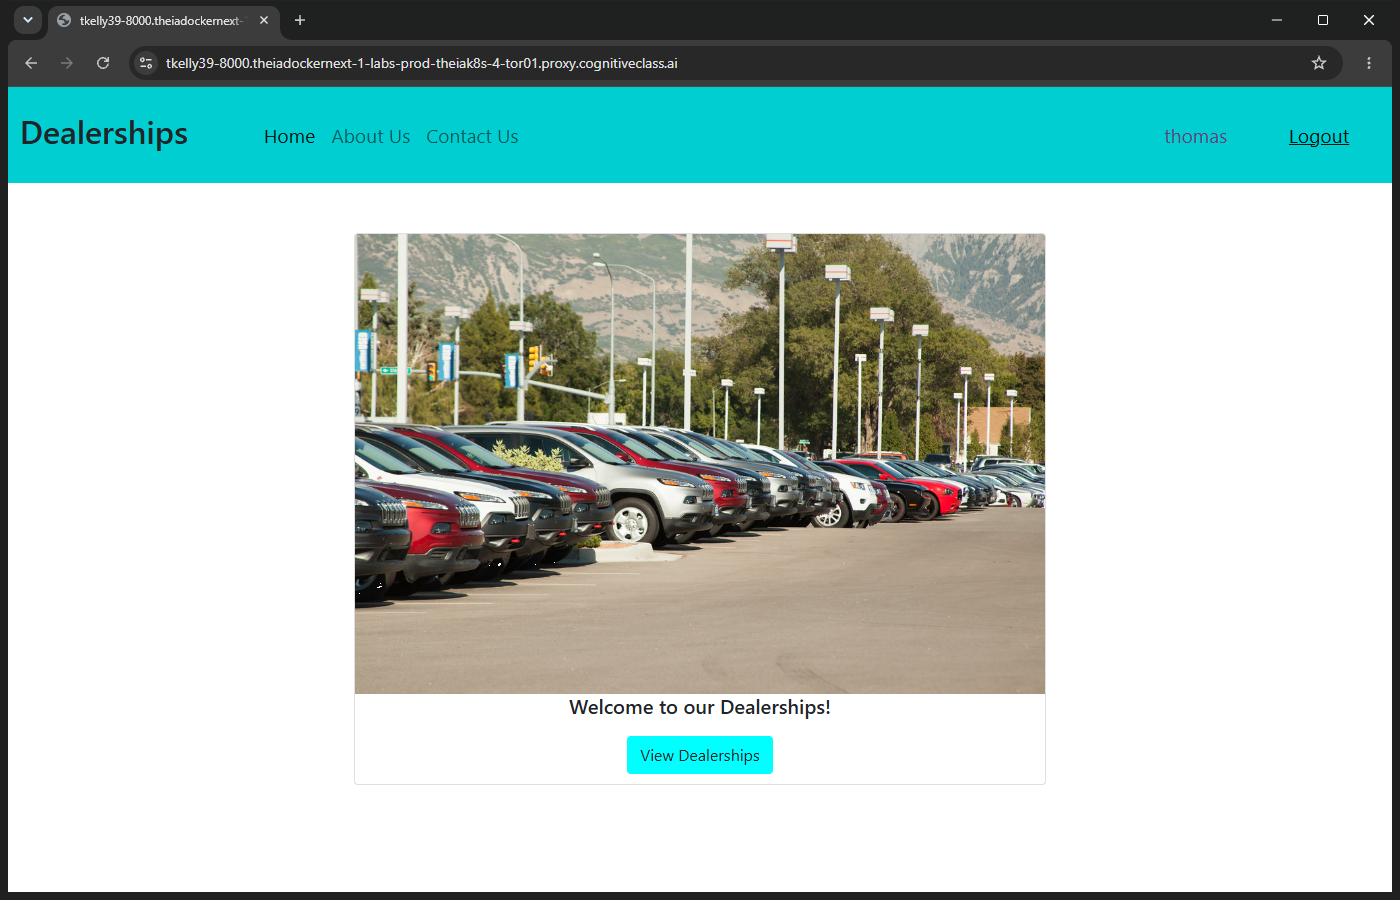 tkelly39-8000.theiadockernext-
tkelly39-8000.theiadockernext-1-labs-prod-theiak8s-4-tor01.proxy.cognitiveclass.ai
Dealerships
Home About Us Contact Us
thomas Logout
Welcome to our Dealerships!
View Dealerships